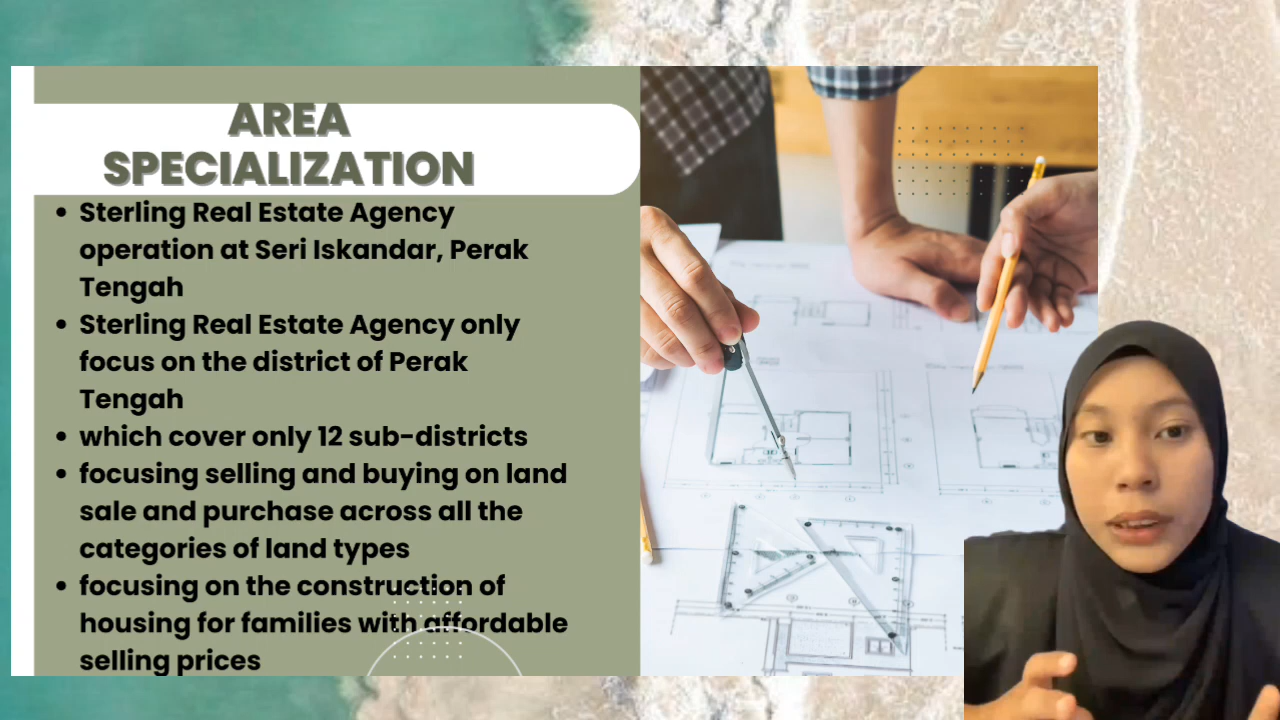 AREA
SPECIALIZATION
• Sterling Real Estate Agency
operation at Seri Iskandar, Perak
Tengah
• Sterling Real Estate Agency only
focus on the district of Perak
Tengah
• which cover only 12 sub-districts
• focusing selling and buying on land
sale and purchase across all the
categories of land types
• focusing on the construction of
housing for families with affordable
selling prices